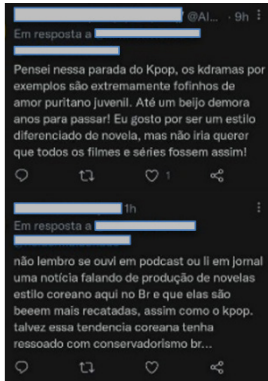 @Al... · 9h
Em resposta a
Pensei nessa parada do Kpop, os kdramas por
exemplos são extremamente fofinhos de
amor puritano juvenil. Até um beijo demora
anos para passar! Eu gosto por ser um estilo
diferenciado de novela, mas não iria querer
que todos os filmes e séries fossem assim!
1
1h
Em resposta a
não lembro se ouvi em podcast ou li em jornal
uma notícia falando de produção de novelas
estilo coreano aqui no Br e que elas são
beeem mais recatadas, assim como o kpop.
talvez essa tendencia coreana tenha
ressoado com conservadorismo br...